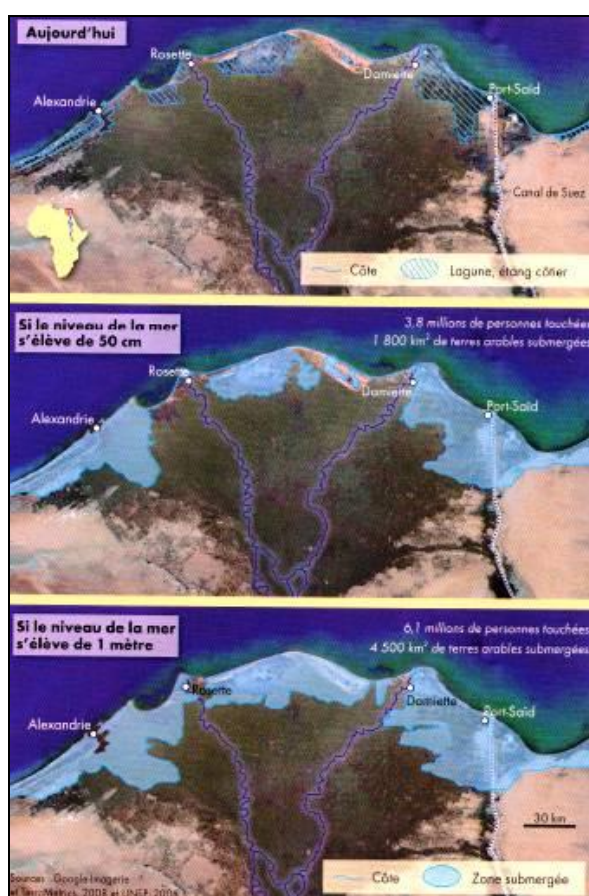 Aujourd'hui
Rosette
Damiette
Port-Saïd
Alexandrie
Canal de Suez
Côte
Lagune, étang côtier
Si le niveau de la mer
s'élève de 50 cm
3,8 millions de personnes touchées
1 800 km² de terres arables submergées
Rosette
Damiette
Alexandrie
Port-Saïd
Si le niveau de la mer
s'élève de 1 mètre
6,1 millions de personnes touchées
4 500 km² de terres arables submergées
Rosette
Damiette
Alexandrie
Port-Saïd
30 km
Sources : Google-Imagerie
et TerraMetrics, 2008 et UNEP,
Côte
Zone submergée